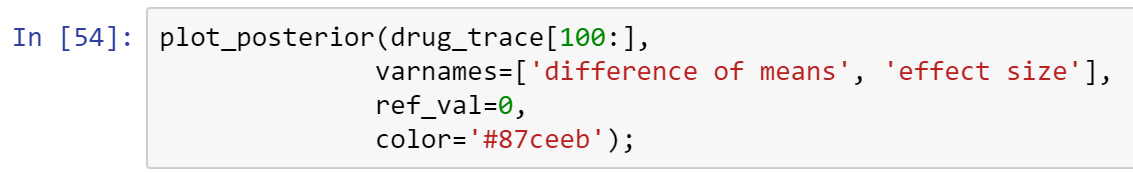 In [54]: plot_posterior(drug_trace[100:],
varnames=['difference of means', 'effect size'],
ref_val=0,
color='#87ceeb');